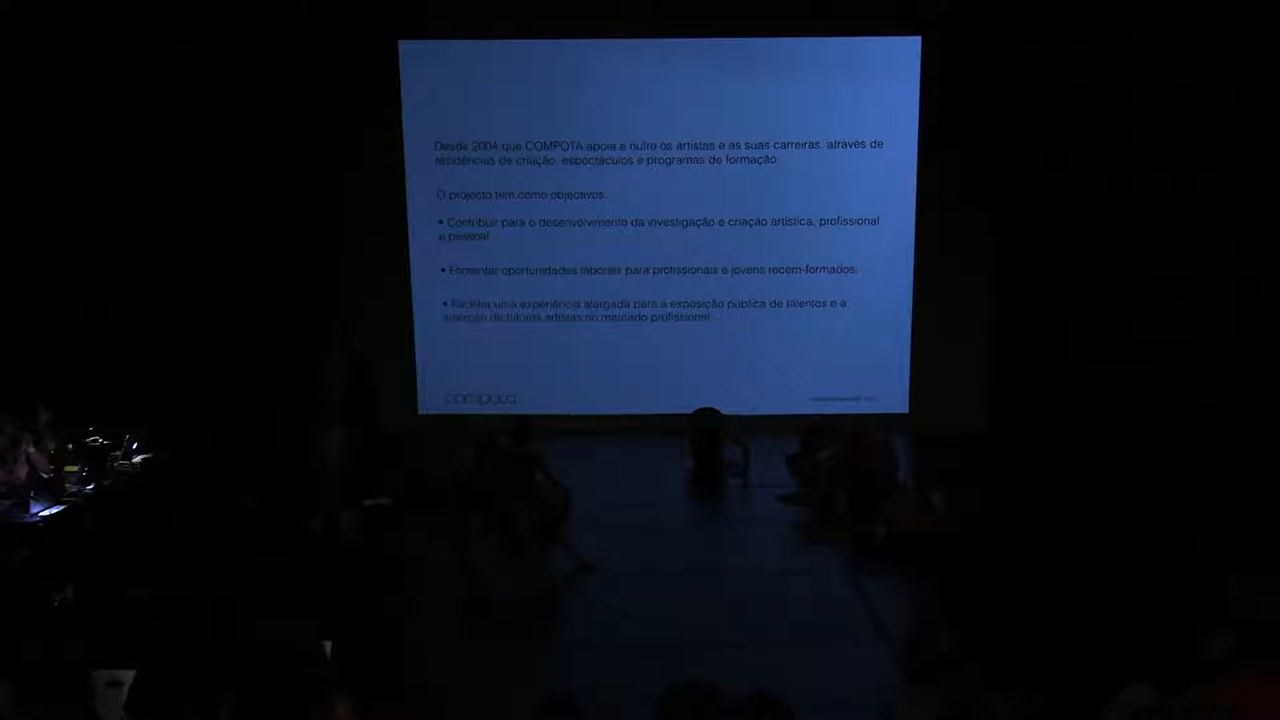 Desde 2004 que COMPOTA apoia e nutre os artistas e as suas carreiras, através de
residências de criação, espectáculos e programas de formação.
O projecto tem como objectivos:
• Contribuir para o desenvolvimento da investigação e criação artística, profissional
e pessoal.
• Fomentar oportunidades laborais para profissionais e jovens recem-formados;
• Facilitar uma experiência alargada para a exposição pública de talentos e a
inserção de futuros artistas no mercado profissional.
compota